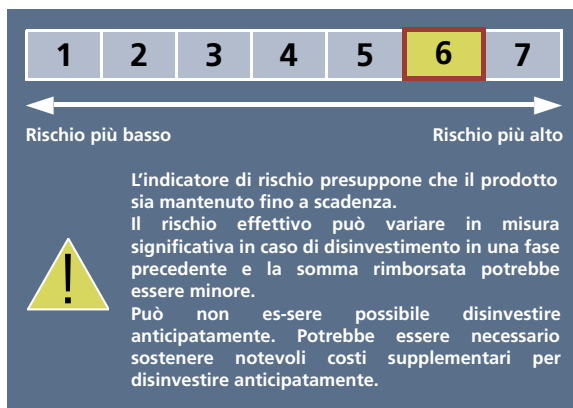 1 2 3 4 5 6 7
Rischio più basso Rischio più alto
L'indicatore di rischio presuppone che il prodotto
sia mantenuto fino a scadenza.
Il rischio effettivo può variare in misura
significativa in caso di disinvestimento in una fase
precedente e la somma rimborsata potrebbe
essere minore.
Può non es-sere possibile disinvestire
anticipatamente. Potrebbe essere necessario
sostenere notevoli costi supplementari per
disinvestire anticipatamente.
!